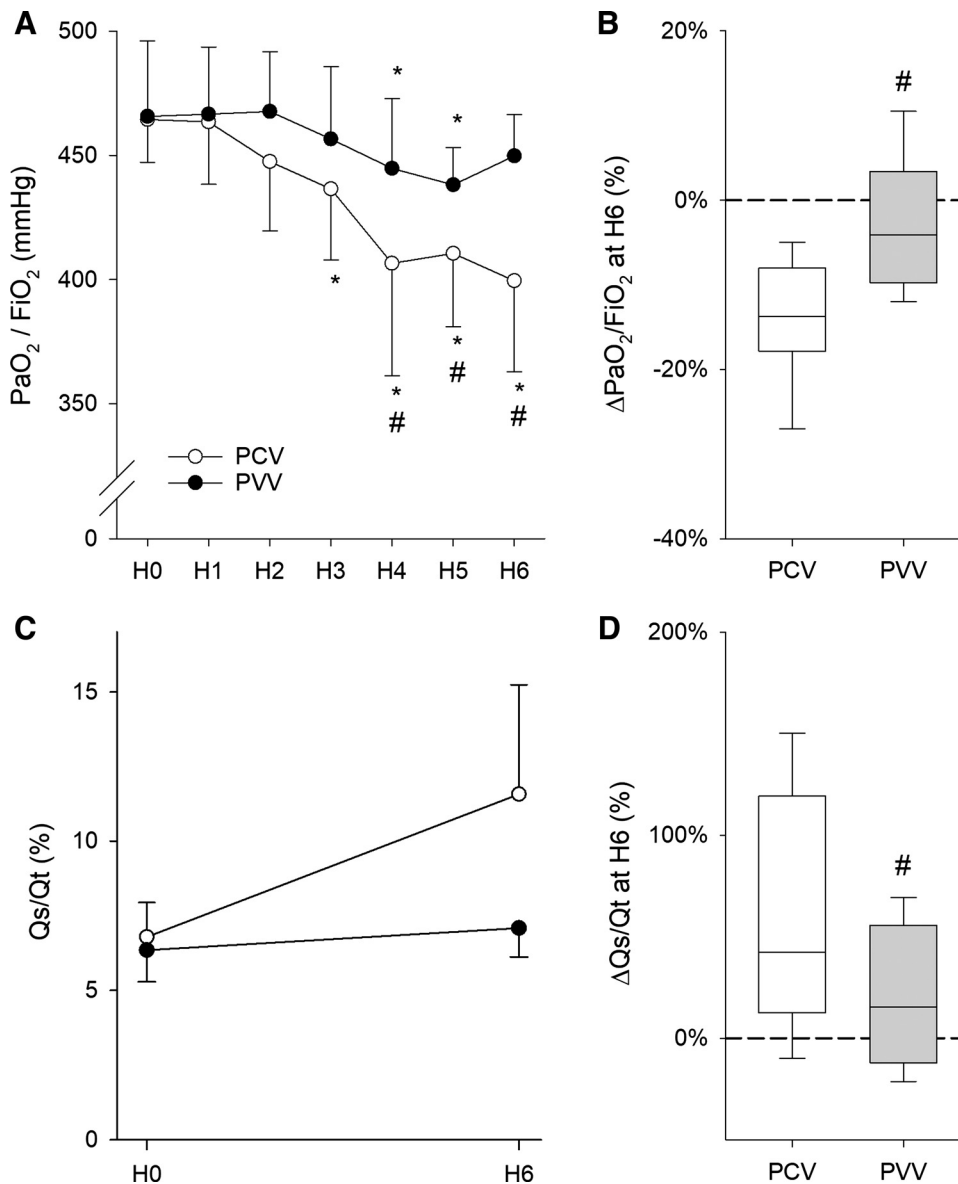 A
500
450
400
350
0
PaO2 / FiO2 (mmHg)
*
*
*
*
#
*
#
*
#
PCV
PVV
H0 H1 H2 H3 H4 H5 H6
B
20%
0%
-20%
-40%
ΔPaO2/FiO2 at H6 (%)
#
PCV PVV
C
15
10
5
0
Qs/Qt (%)
H0 H6
D
200%
100%
0%
ΔQs/Qt at H6 (%)
#
PCV PVV